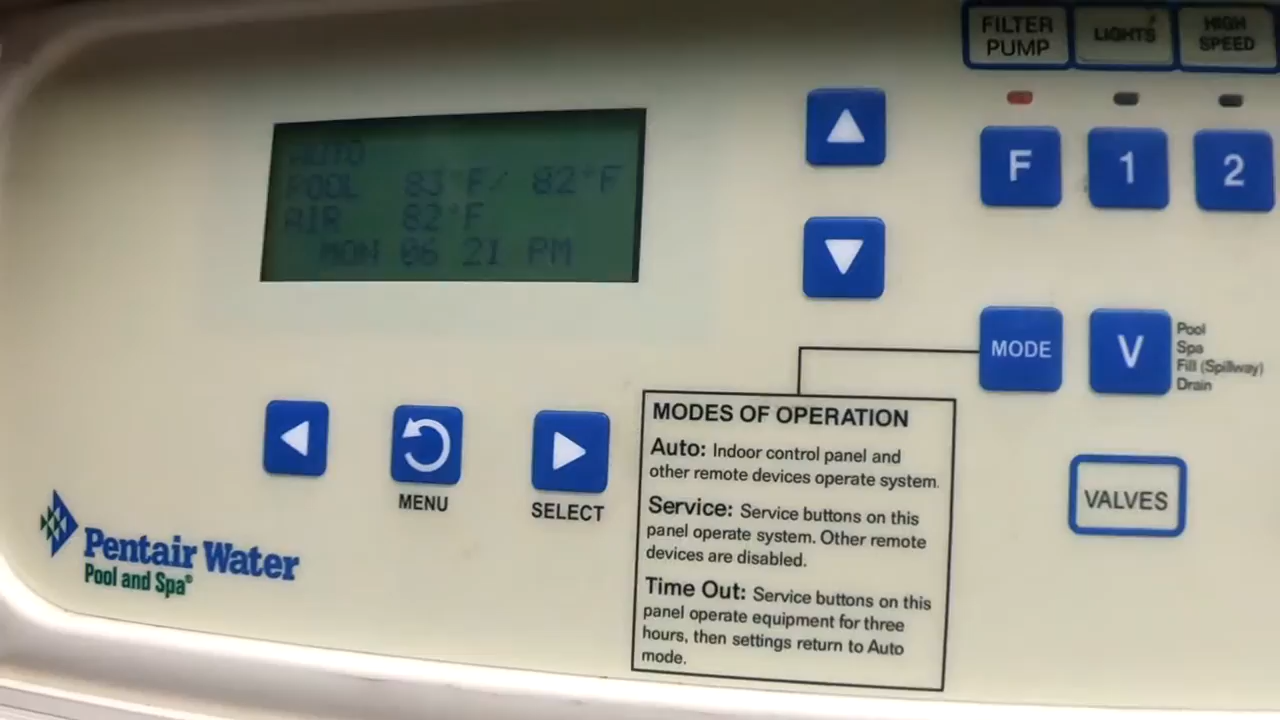 FILTER
PUMP
LIGHTS
HIGH
SPEED
AUTO
POOL 83°F/ 82°F
AIR 82°F
MON 06 21 PM
F
1
2
MODE
V
Pool
Spa
Fill (Spillway)
Drain
MENU
SELECT
VALVES
MODES OF OPERATION
Auto: Indoor control panel and
other remote devices operate system.
Service: Service buttons on this
panel operate system. Other remote
devices are disabled.
Time Out: Service buttons on this
panel operate equipment for three
hours, then settings return to Auto
mode.
Pentair Water
Pool and Spa®